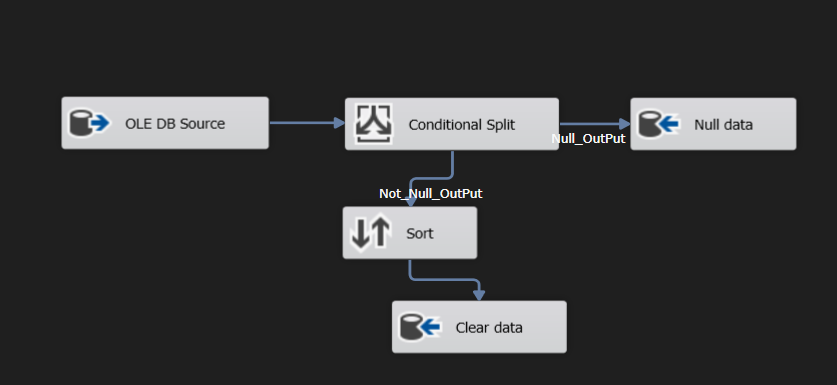 OLE DB Source
Conditional Split
Null data
Null_OutPut
Not_Null_OutPut
Sort
Clear data